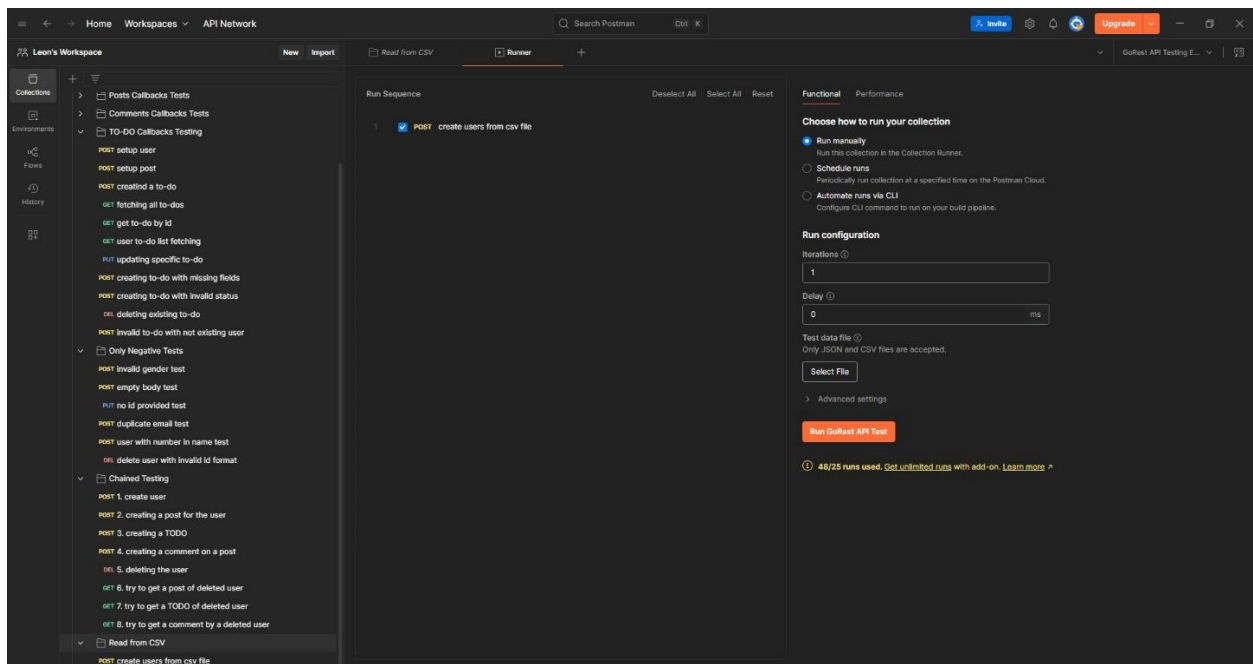 Home Workspaces API Network
Search Postman Ctrl K
Invite
Upgrade
Leon's Workspace New Import
Read from CSV
Runner
GoRest API Testing E...
Collections
Environments
Flows
History
Posts Callbacks Tests
Comments Callbacks Tests
TO-DO Callbacks Testing
POST setup user
POST setup post
POST creatind a to-do
GET fetching all to-dos
GET get to-do by id
GET user to-do list fetching
PUT updating specific to-do
POST creating to-do with missing fields
POST creating to-do with invalid status
DEL deleting existing to-do
POST invalid to-do with not existing user
Only Negative Tests
POST invalid gender test
POST empty body test
PUT no id provided test
POST duplicate email test
POST user with number in name test
DEL delete user with invalid id format
Chained Testing
POST 1. create user
POST 2. creating a post for the user
POST 3. creating a TODO
POST 4. creating a comment on a post
DEL 5. deleting the user
GET 6. try to get a post of deleted user
GET 7. try to get a TODO of deleted user
GET 8. try to get a comment by a deleted user
Read from CSV
POST create users from csv file
Run Sequence Deselect All Select All Reset
1 POST create users from csv file
Functional Performance
Choose how to run your collection
Run manually
Run this collection in the Collection Runner.
Schedule runs
Periodically run collection at a specified time on the Postman Cloud.
Automate runs via CLI
Configure CLI command to run on your build pipeline.
Run configuration
Iterations
1
Delay
0 ms
Test data file
Only JSON and CSV files are accepted.
Select File
Advanced settings
Run GoRest API Test
48/25 runs used. Get unlimited runs with add-on. Learn more